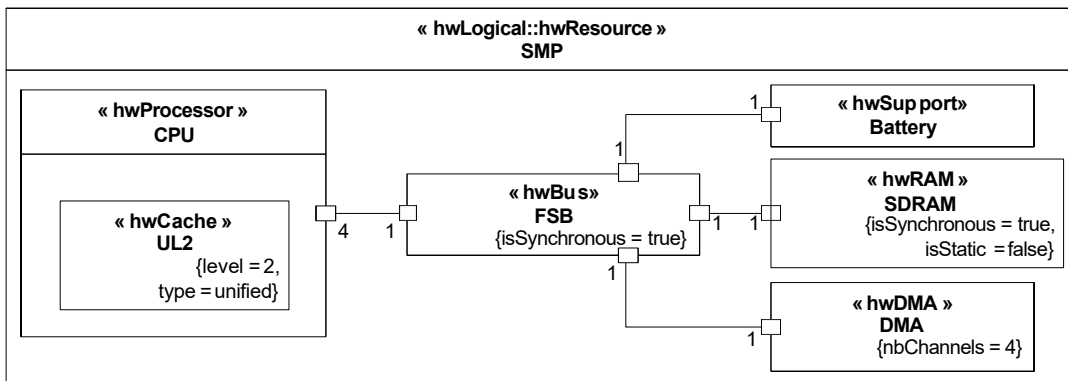 « hwLogical::hwResource »
SMP
« hwProcessor »
CPU
« hwCache »
UL2
{level = 2,
type = unified}
4
1
« hwBus»
FSB
{isSynchronous = true}
1
1
1
1
« hwSupport»
Battery
1
« hwRAM »
SDRAM
{isSynchronous = true,
isStatic = false}
1
« hwDMA »
DMA
{nbChannels = 4}